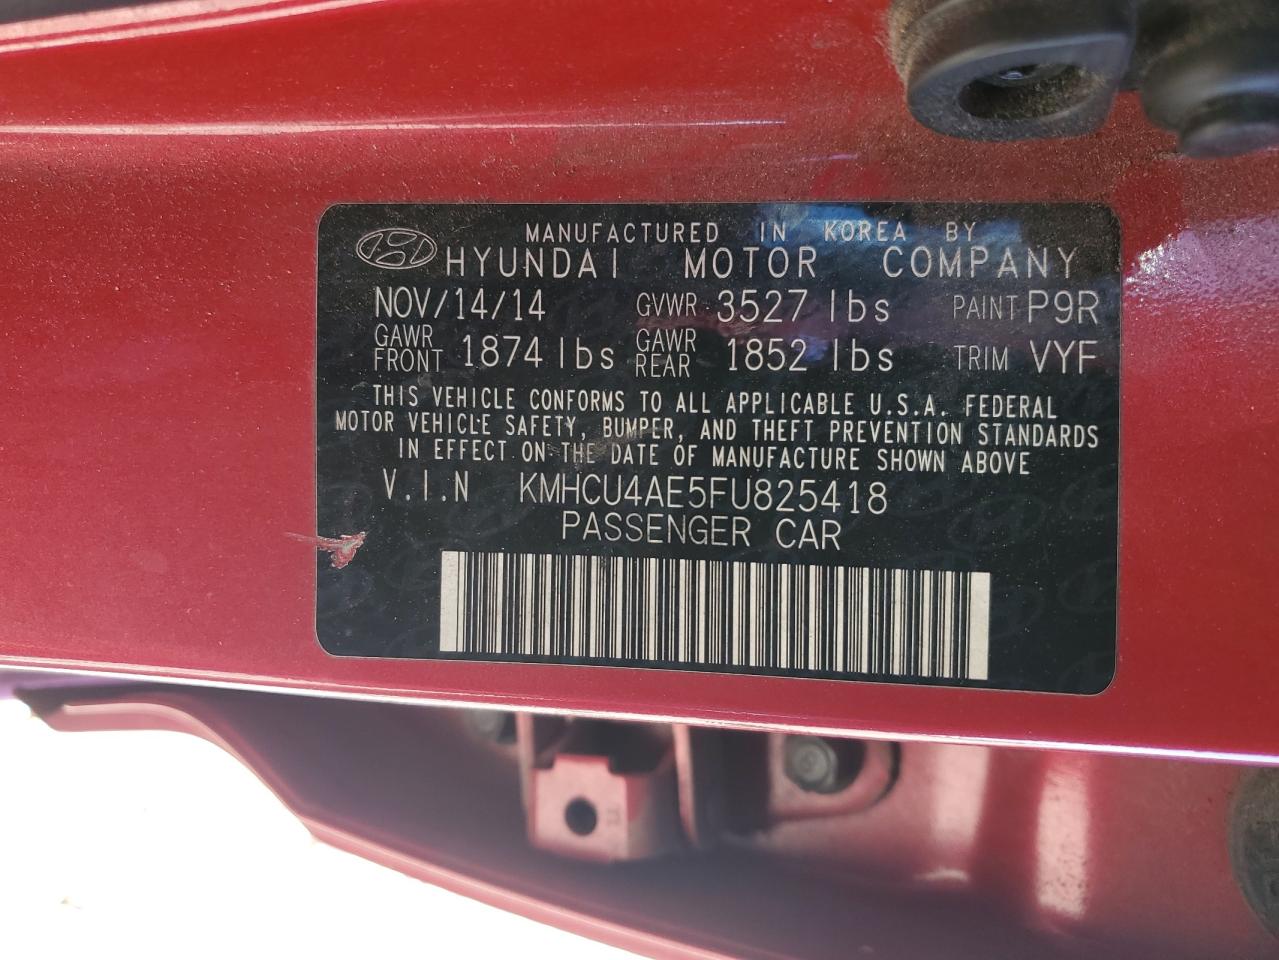 MANUFACTURED IN KOREA BY
HYUNDAI MOTOR COMPANY
NOV/14/14 GVWR 3527 lbs PAINT P9R
GAWR FRONT 1874 lbs GAWR REAR 1852 lbs TRIM VYF
THIS VEHICLE CONFORMS TO ALL APPLICABLE U.S.A. FEDERAL
MOTOR VEHICLE SAFETY, BUMPER, AND THEFT PREVENTION STANDARDS
IN EFFECT ON THE DATE OF MANUFACTURE SHOWN ABOVE
V.I.N KMHCU4AE5FU825418
PASSENGER CAR